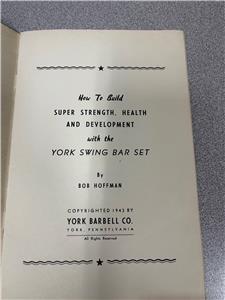 How To Build
SUPER STRENGTH, HEALTH
AND DEVELOPMENT
with the
YORK SWING BAR SET
By
BOB HOFFMAN
COPYRIGHTED 1943 BY
YORK BARBELL CO.
YORK, PENNSYLVANIA
All Rights Reserved